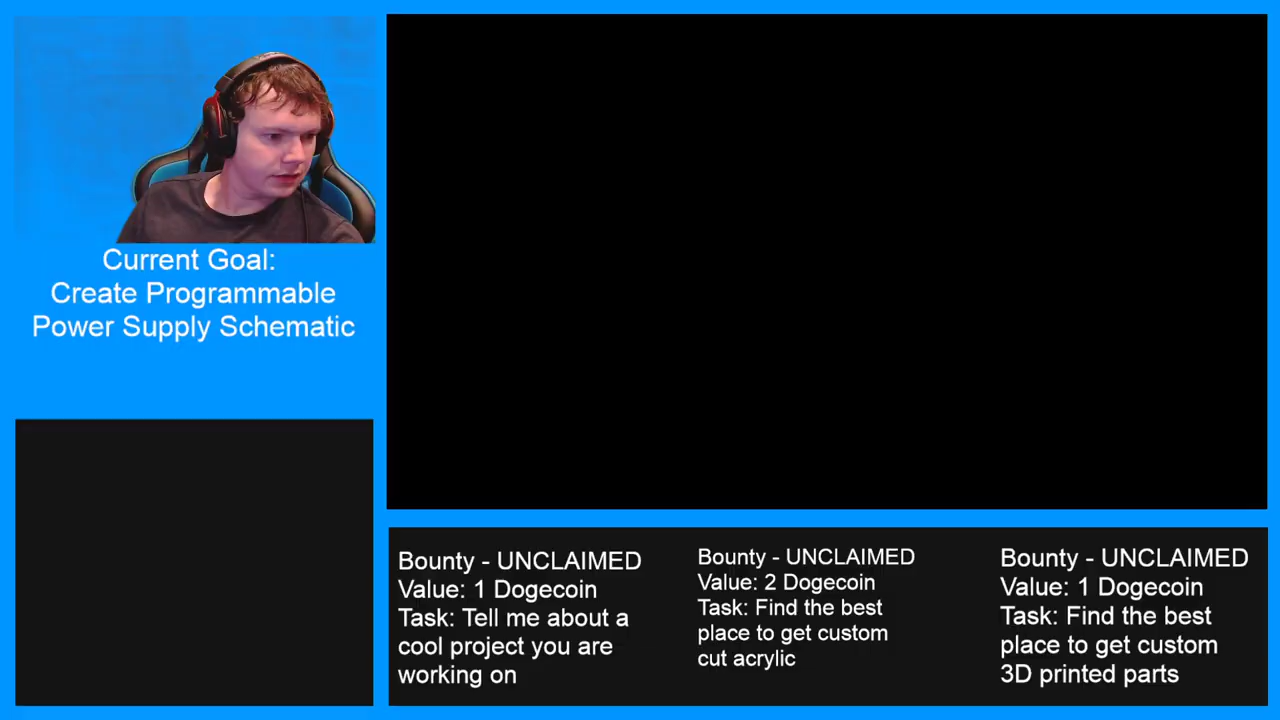 Current Goal:
Create Programmable
Power Supply Schematic
Bounty - UNCLAIMED
Value: 1 Dogecoin
Task: Tell me about a
cool project you are
working on
Bounty - UNCLAIMED
Value: 2 Dogecoin
Task: Find the best
place to get custom
cut acrylic
Bounty - UNCLAIMED
Value: 1 Dogecoin
Task: Find the best
place to get custom
3D printed parts